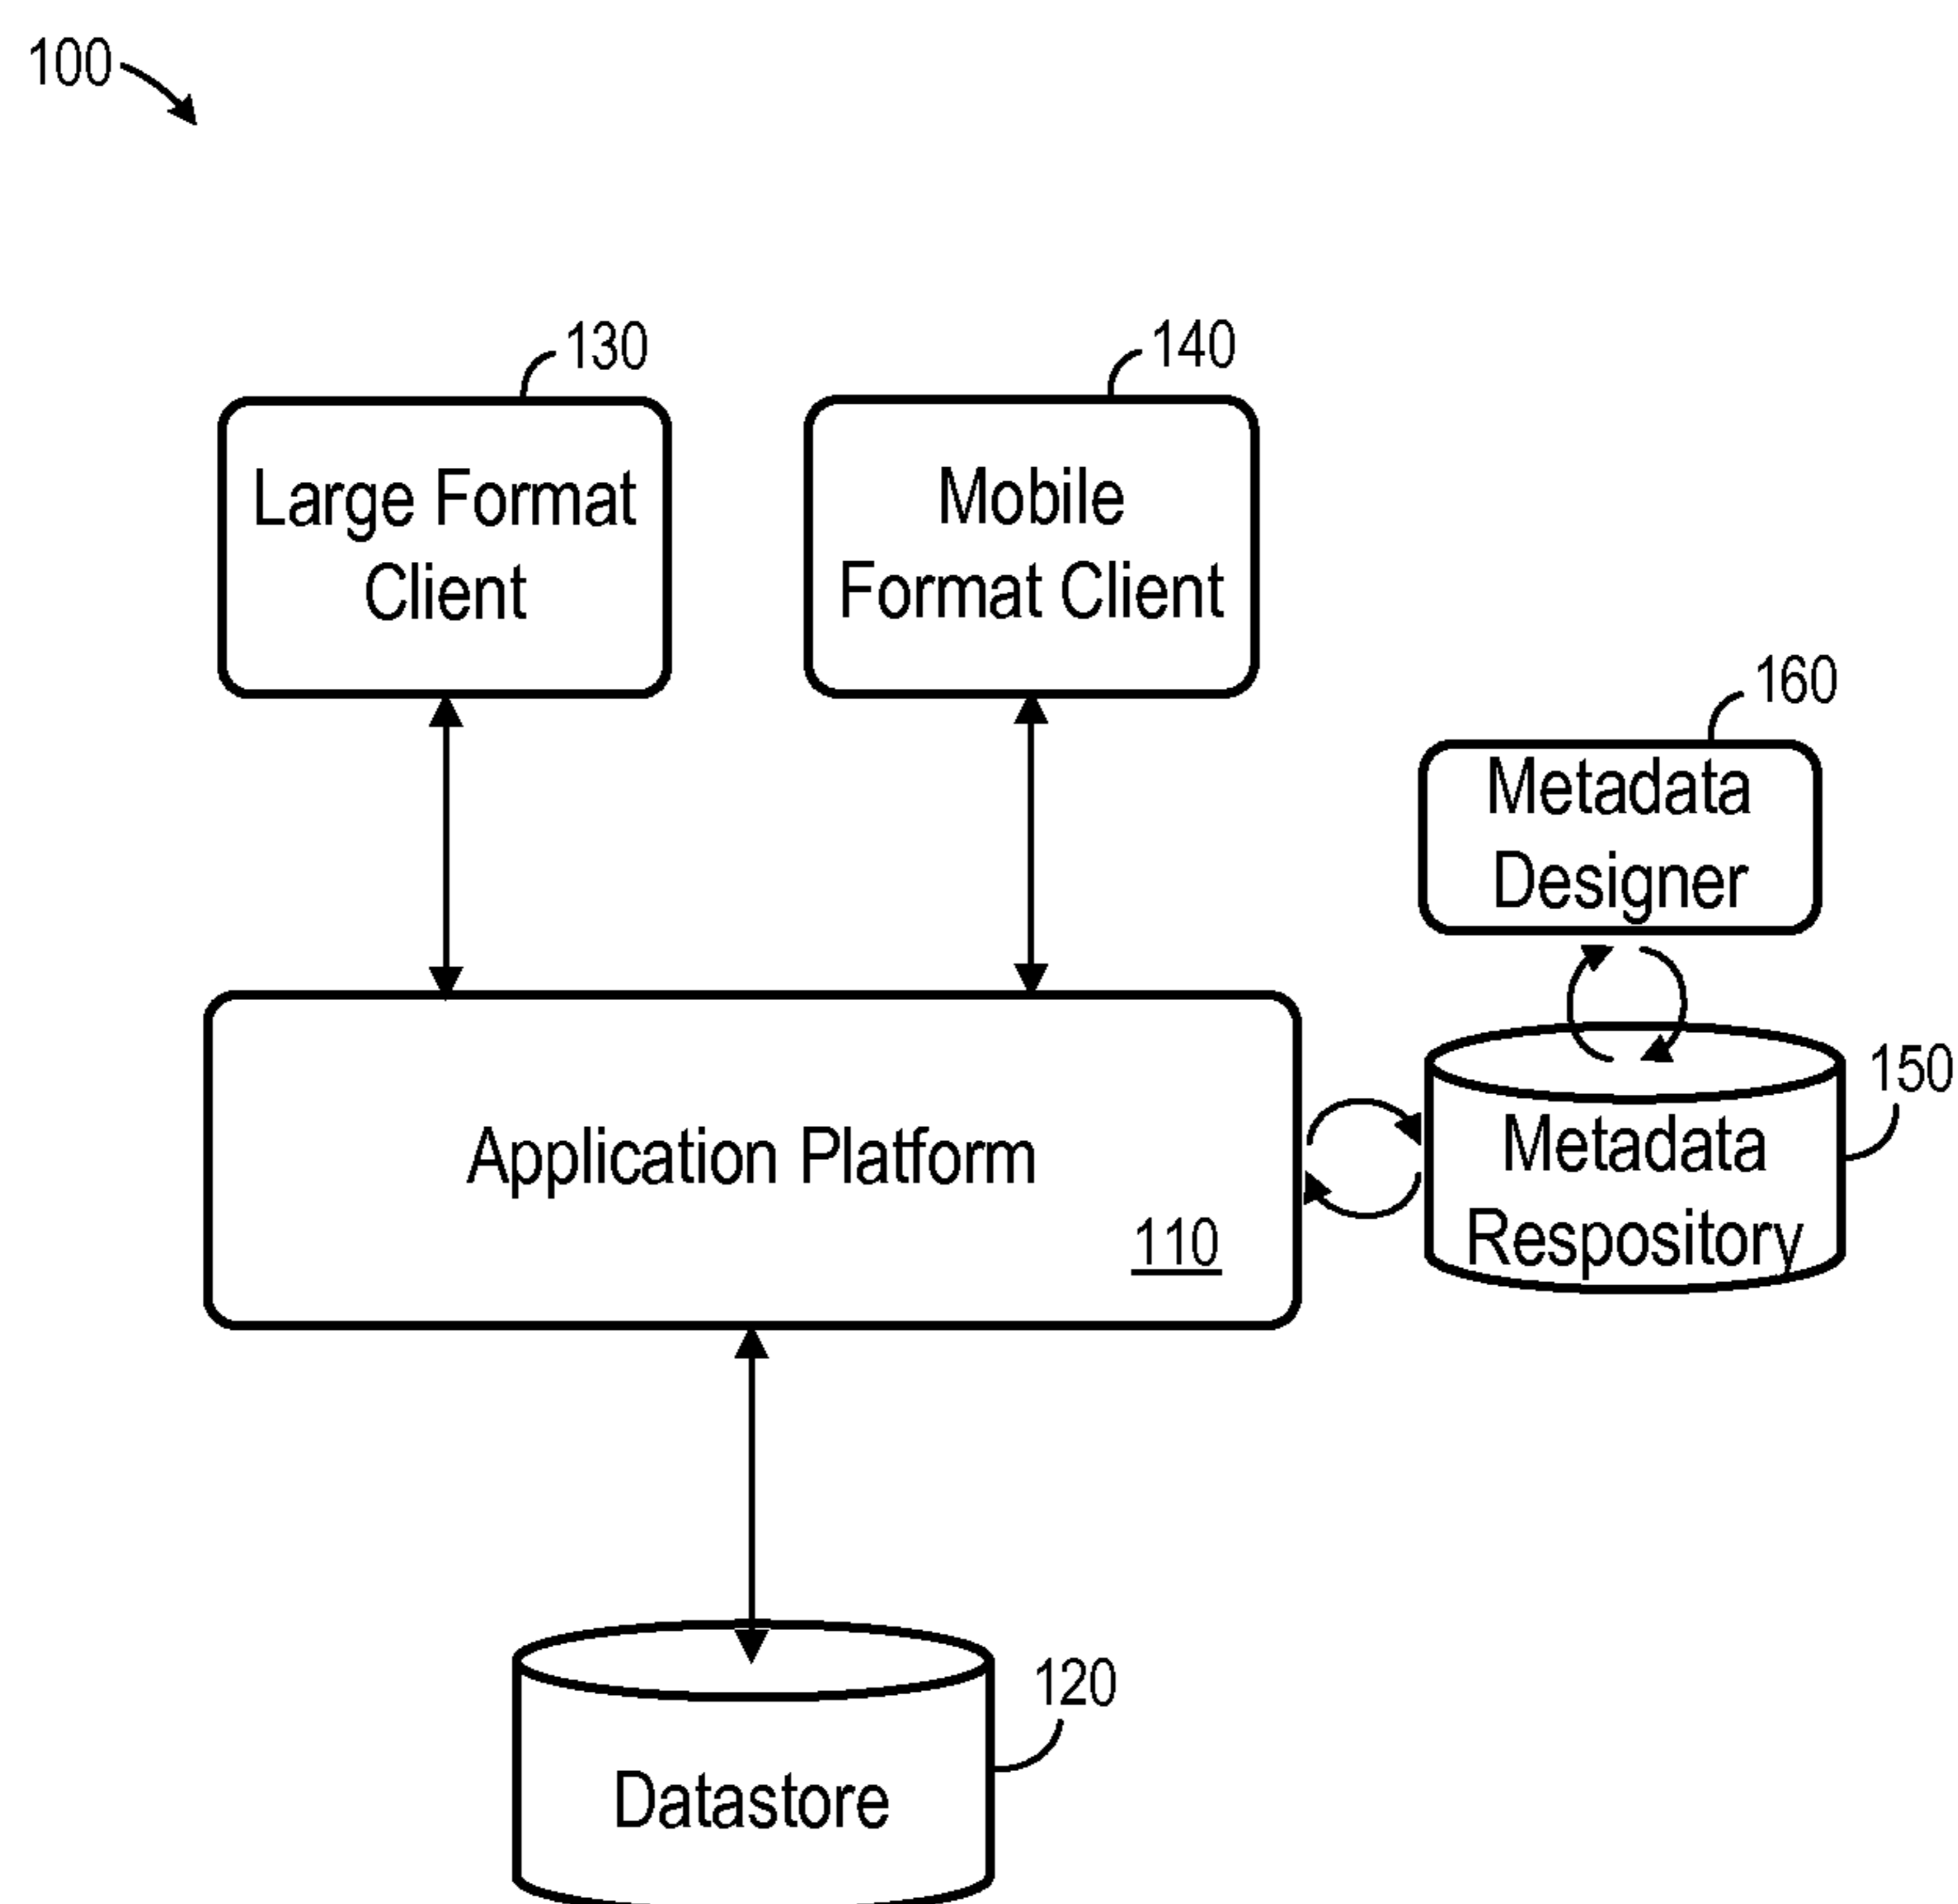 100
130
140
Large Format
Client
Mobile
Format Client
160
Metadata
Designer
150
Metadata
Respository
Application Platform
110
120
Datastore